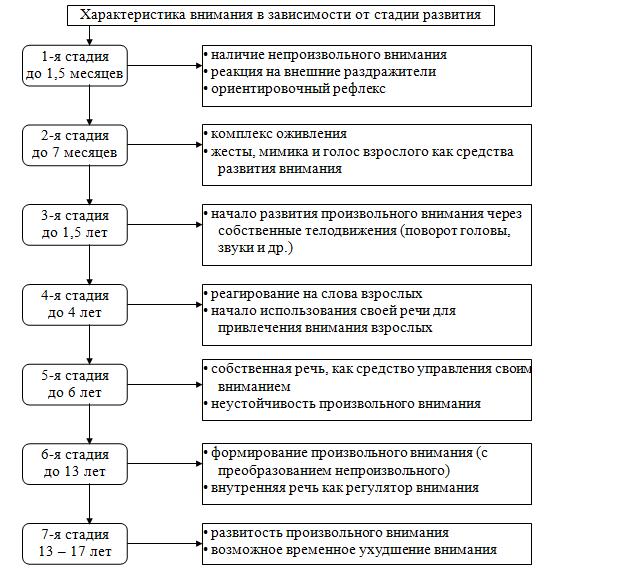 Характеристика внимания в зависимости от стадии развития
1-я стадия
до 1,5 месяцев
• наличие непроизвольного внимания
• реакция на внешние раздражители
• ориентировочный рефлекс
2-я стадия
до 7 месяцев
• комплекс оживления
• жесты, мимика и голос взрослого как средства
развития внимания
3-я стадия
до 1,5 лет
• начало развития произвольного внимания через
собственные телодвижения (поворот головы,
звуки и др.)
4-я стадия
до 4 лет
• реагирование на слова взрослых
• начало использования своей речи для
привлечения внимания взрослых
5-я стадия
до 6 лет
• собственная речь, как средство управления своим
вниманием
• неустойчивость произвольного внимания
6-я стадия
до 13 лет
• формирование произвольного внимания (с
преобразованием непроизвольного)
• внутренняя речь как регулятор внимания
7-я стадия
13 – 17 лет
• развитость произвольного внимания
• возможное временное ухудшение внимания